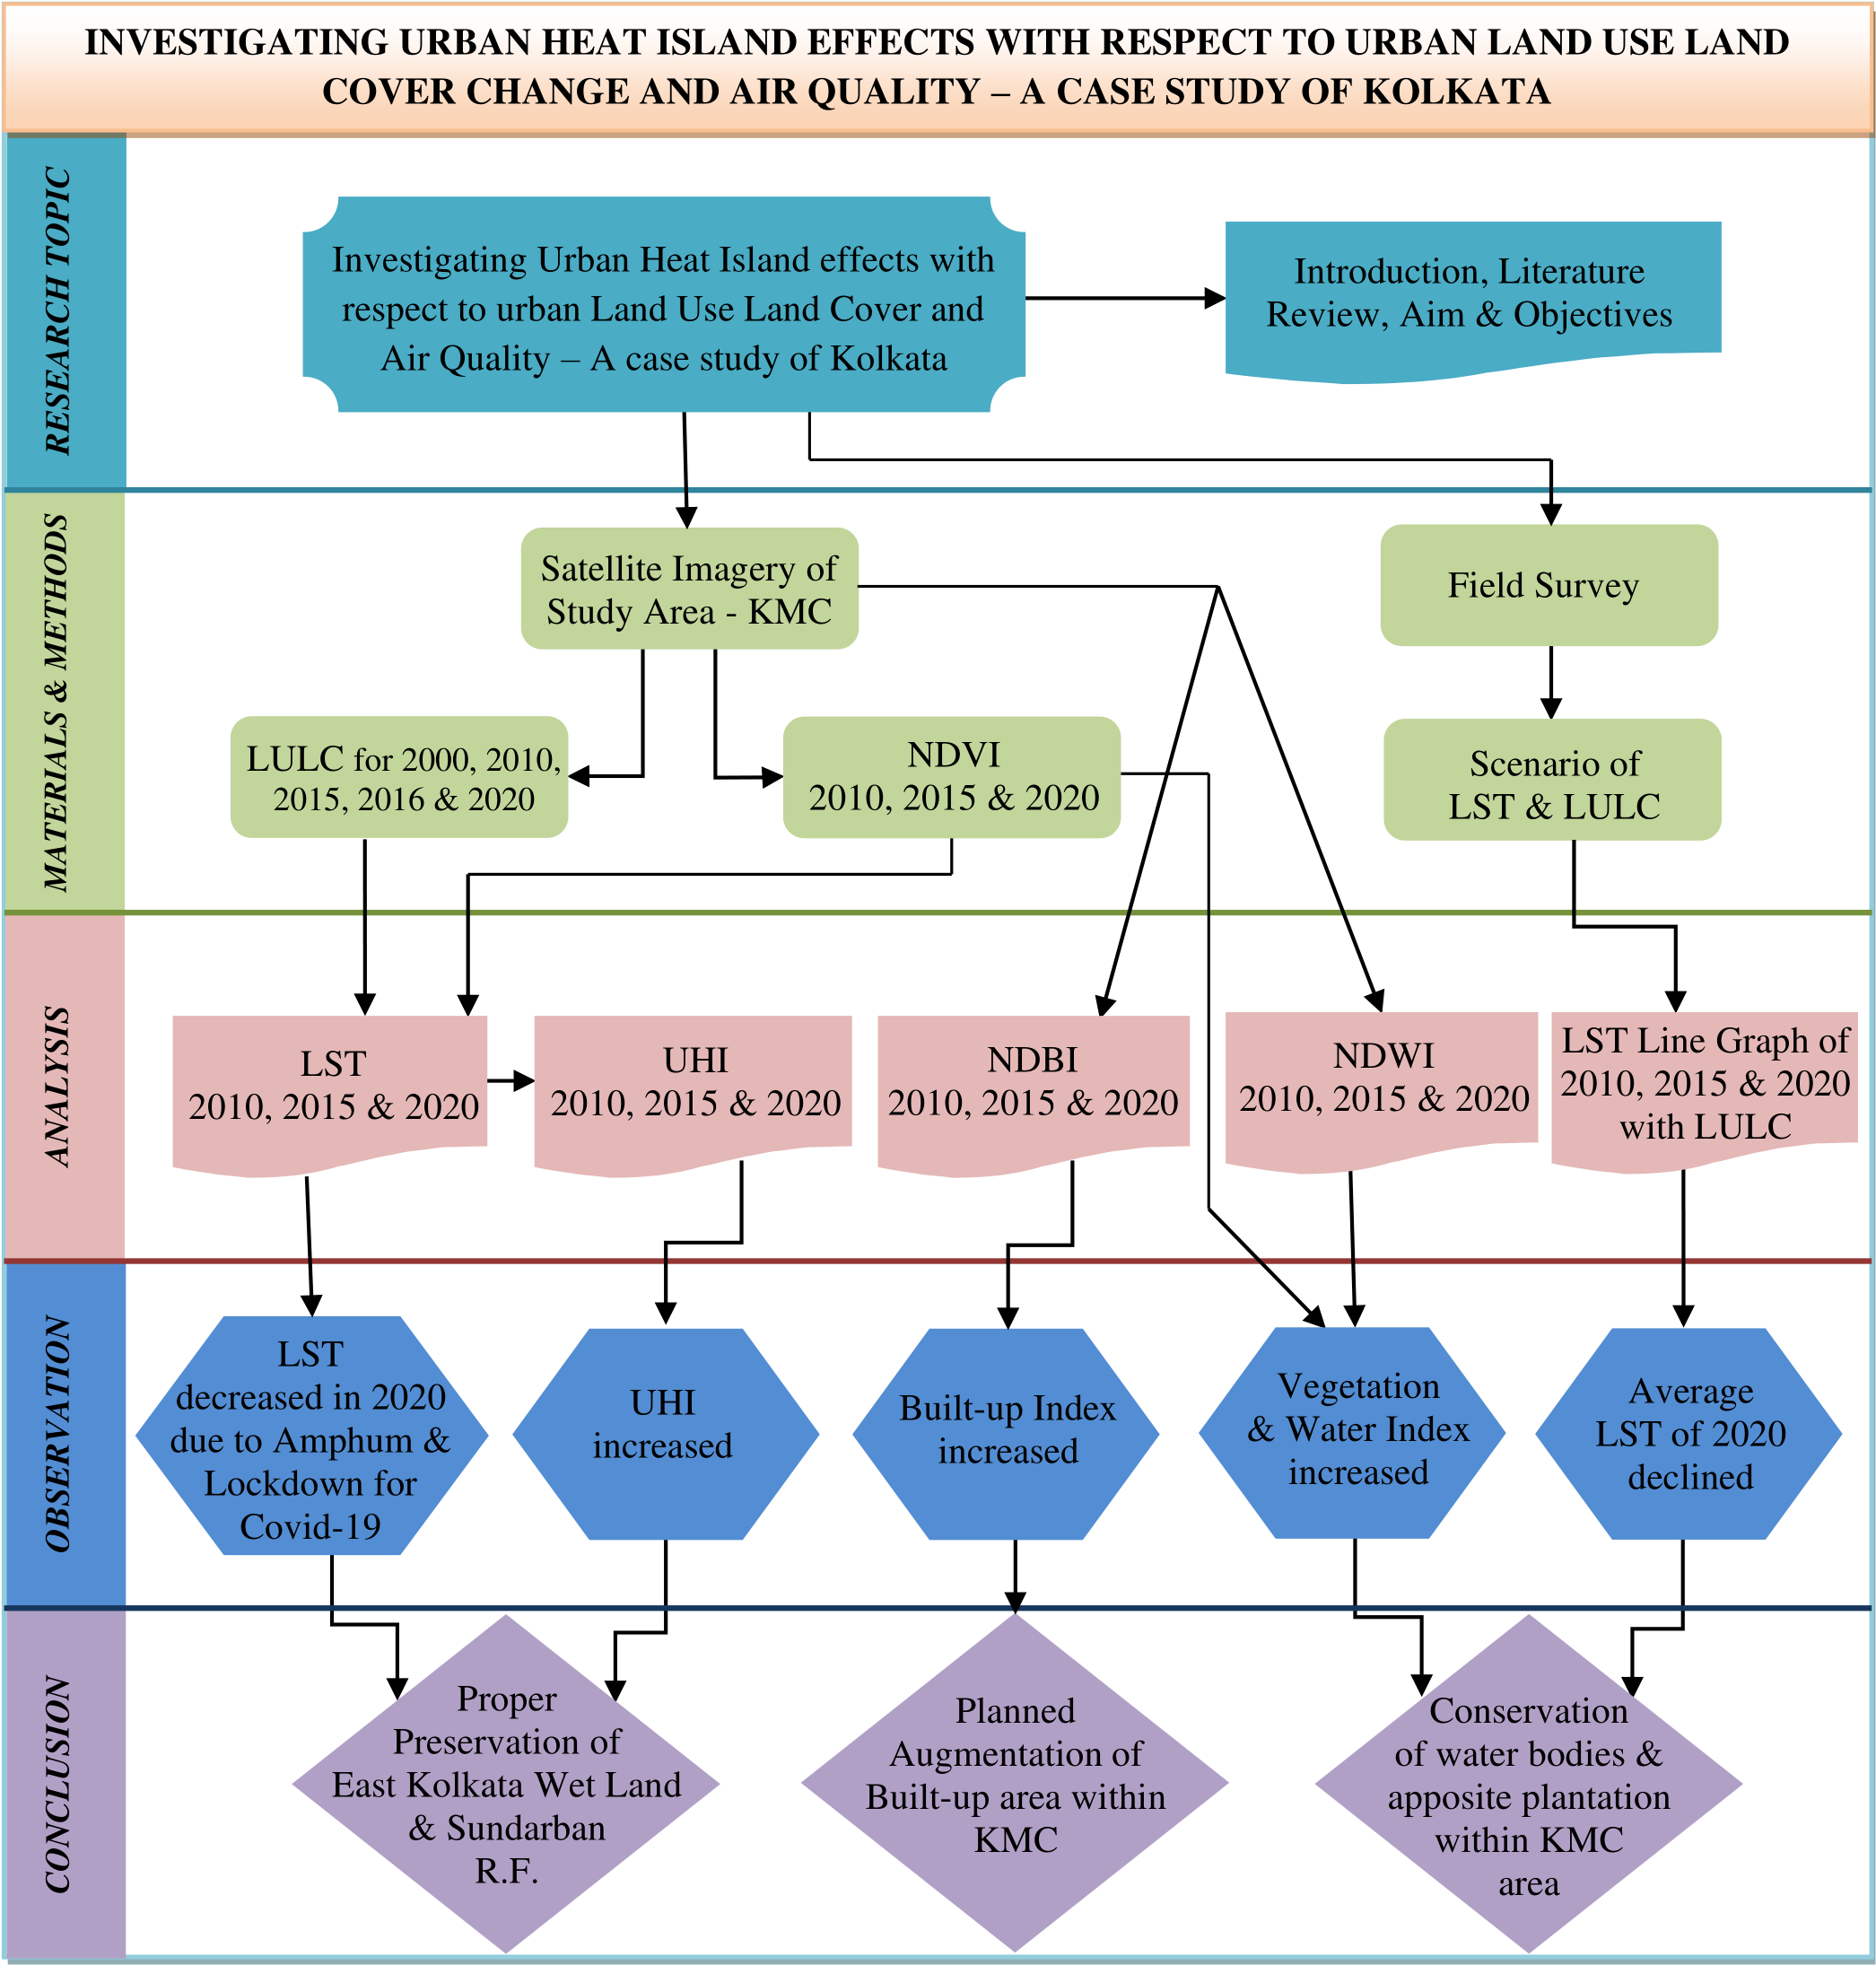 INVESTIGATING URBAN HEAT ISLAND EFFECTS WITH RESPECT TO URBAN LAND USE LAND
COVER CHANGE AND AIR QUALITY – A CASE STUDY OF KOLKATA
RESEARCH TOPIC
Investigating Urban Heat Island effects with
respect to urban Land Use Land Cover and
Air Quality – A case study of Kolkata
Introduction, Literature
Review, Aim & Objectives
MATERIALS & METHODS
Satellite Imagery of
Study Area - KMC
Field Survey
LULC for 2000, 2010,
2015, 2016 & 2020
NDVI
2010, 2015 & 2020
Scenario of
LST & LULC
ANALYSIS
LST
2010, 2015 & 2020
UHI
2010, 2015 & 2020
NDBI
2010, 2015 & 2020
NDWI
2010, 2015 & 2020
LST Line Graph of
2010, 2015 & 2020
with LULC
OBSERVATION
LST
decreased in 2020
due to Amphum &
Lockdown for
Covid-19
UHI
increased
Built-up Index
increased
Vegetation
& Water Index
increased
Average
LST of 2020
declined
CONCLUSION
Proper
Preservation of
East Kolkata Wet Land
& Sundarban
R.F.
Planned
Augmentation of
Built-up area within
KMC
Conservation
of water bodies &
apposite plantation
within KMC
area